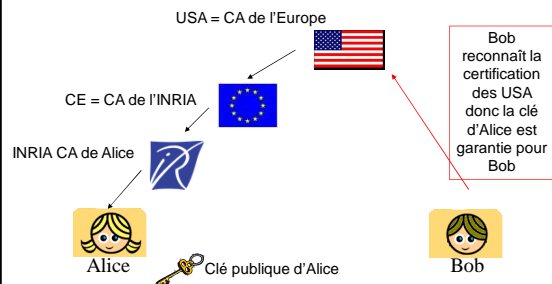 USA = CA de l'Europe
Bob
reconnaît la
certification
des USA
donc la clé
d'Alice est
garantie pour
Bob
CE = CA de l'INRIA
INRIA CA de Alice
Alice
Clé publique d'Alice
Bob